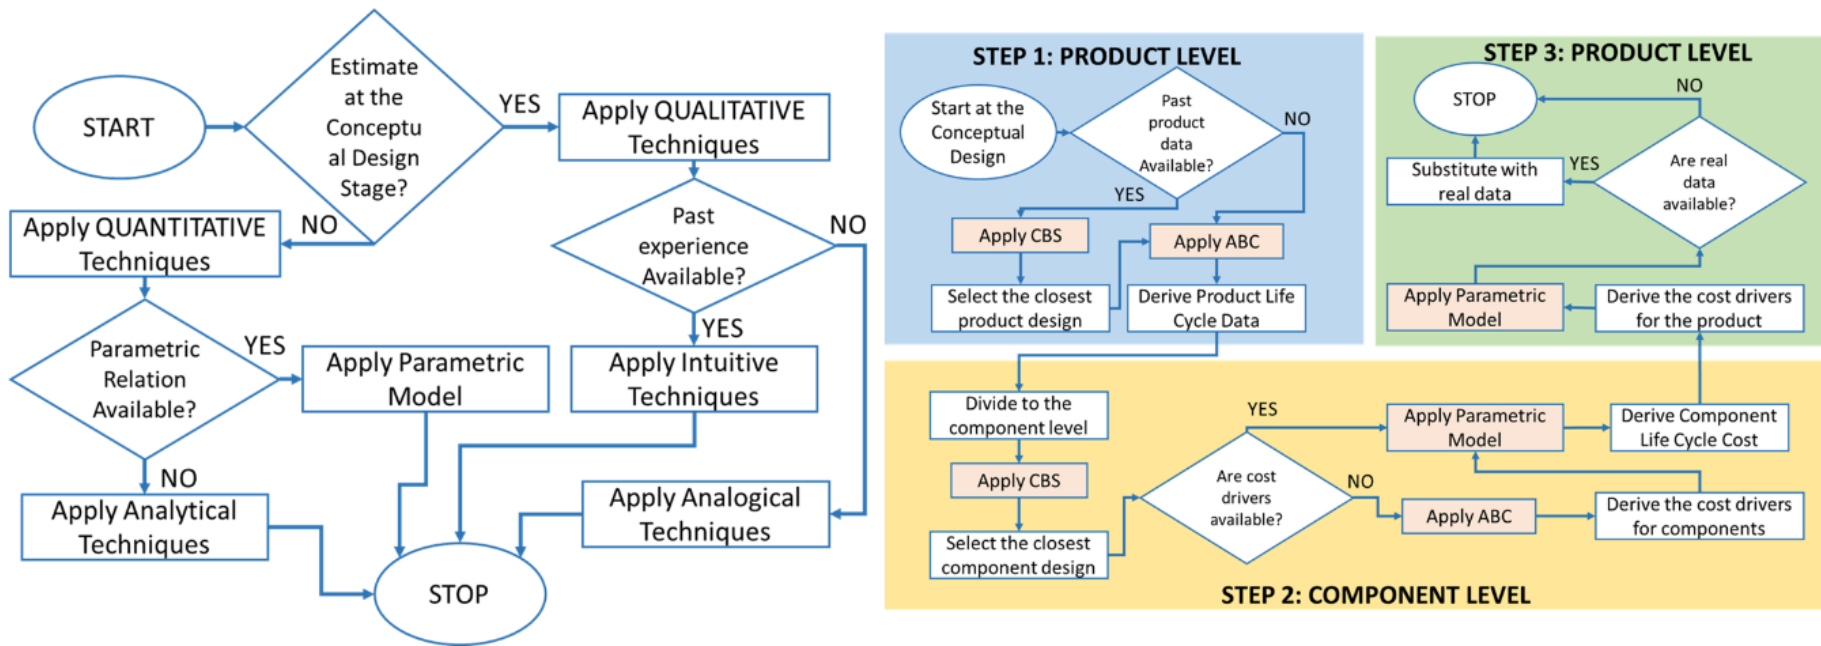 START
Estimate
at the
Conceptu
al Design
Stage?
YES
Apply QUALITATIVE
Techniques
NO
Apply QUANTITATIVE
Techniques
Past
experience
Available?
NO
YES
Parametric
Relation
Available?
YES
Apply Parametric
Model
Apply Intuitive
Techniques
NO
Apply Analytical
Techniques
Apply Analogical
Techniques
STOP
STEP 1: PRODUCT LEVEL
Start at the
Conceptual
Design
Past
product
data
Available?
NO
YES
Apply CBS
Apply ABC
Select the closest
product design
Derive Product Life
Cycle Data
STEP 3: PRODUCT LEVEL
STOP
NO
Substitute with
real data
YES
Are real
data
available?
Apply Parametric
Model
Derive the cost drivers
for the product
Divide to the
component level
Apply CBS
Select the closest
component design
Are cost
drivers
available?
YES
Apply Parametric
Model
Derive Component
Life Cycle Cost
NO
Apply ABC
Derive the cost drivers
for components
STEP 2: COMPONENT LEVEL